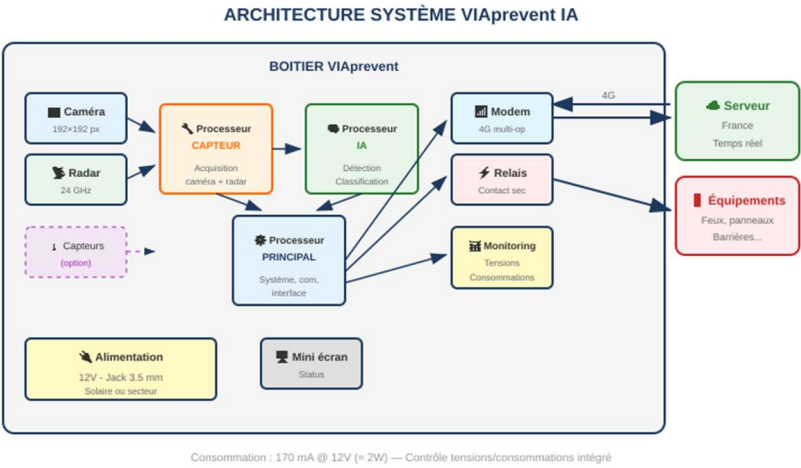 ARCHITECTURE SYSTÈME VIAprevent IA
BOITIER VIAprevent
Caméra
192×192 px
Radar
24 GHz
Capteurs
(option)
Processeur
CAPTEUR
Acquisition
caméra + radar
Processeur
IA
Détection
Classification
Processeur
PRINCIPAL
Système, com,
interface
Modem
4G multi-op
Relais
Contact sec
Monitoring
Tensions
Consommations
4G
Serveur
France
Temps réel
Équipements
Feux, panneaux
Barrières...
Alimentation
12V - Jack 3.5 mm
Solaire ou secteur
Mini écran
Status
Consommation : 170 mA @ 12V (≈ 2W) — Contrôle tensions/consommations intégré